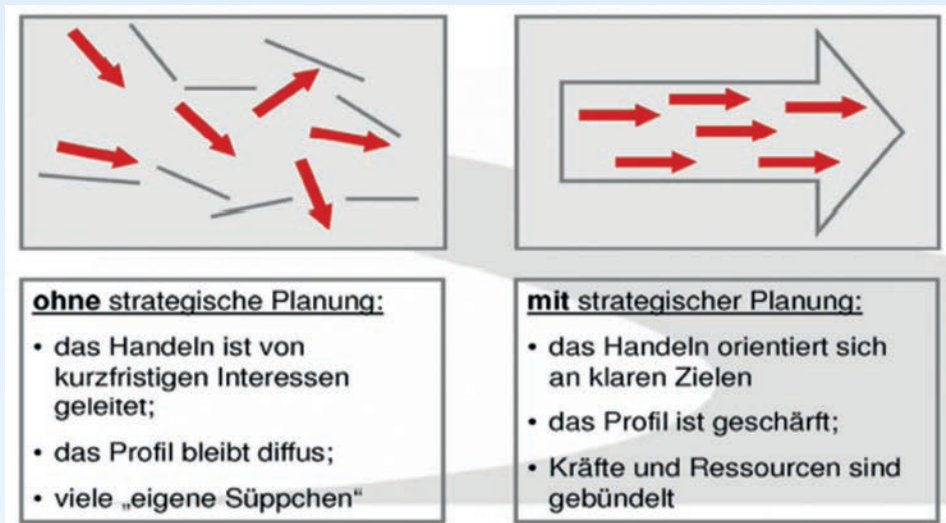 ohne strategische Planung:
• das Handeln ist von
kurzfristigen Interessen
geleitet;
• das Profil bleibt diffus;
• viele „eigene Süppchen“
mit strategischer Planung:
• das Handeln orientiert sich
an klaren Zielen
• das Profil ist geschärft;
• Kräfte und Ressourcen sind
gebündelt